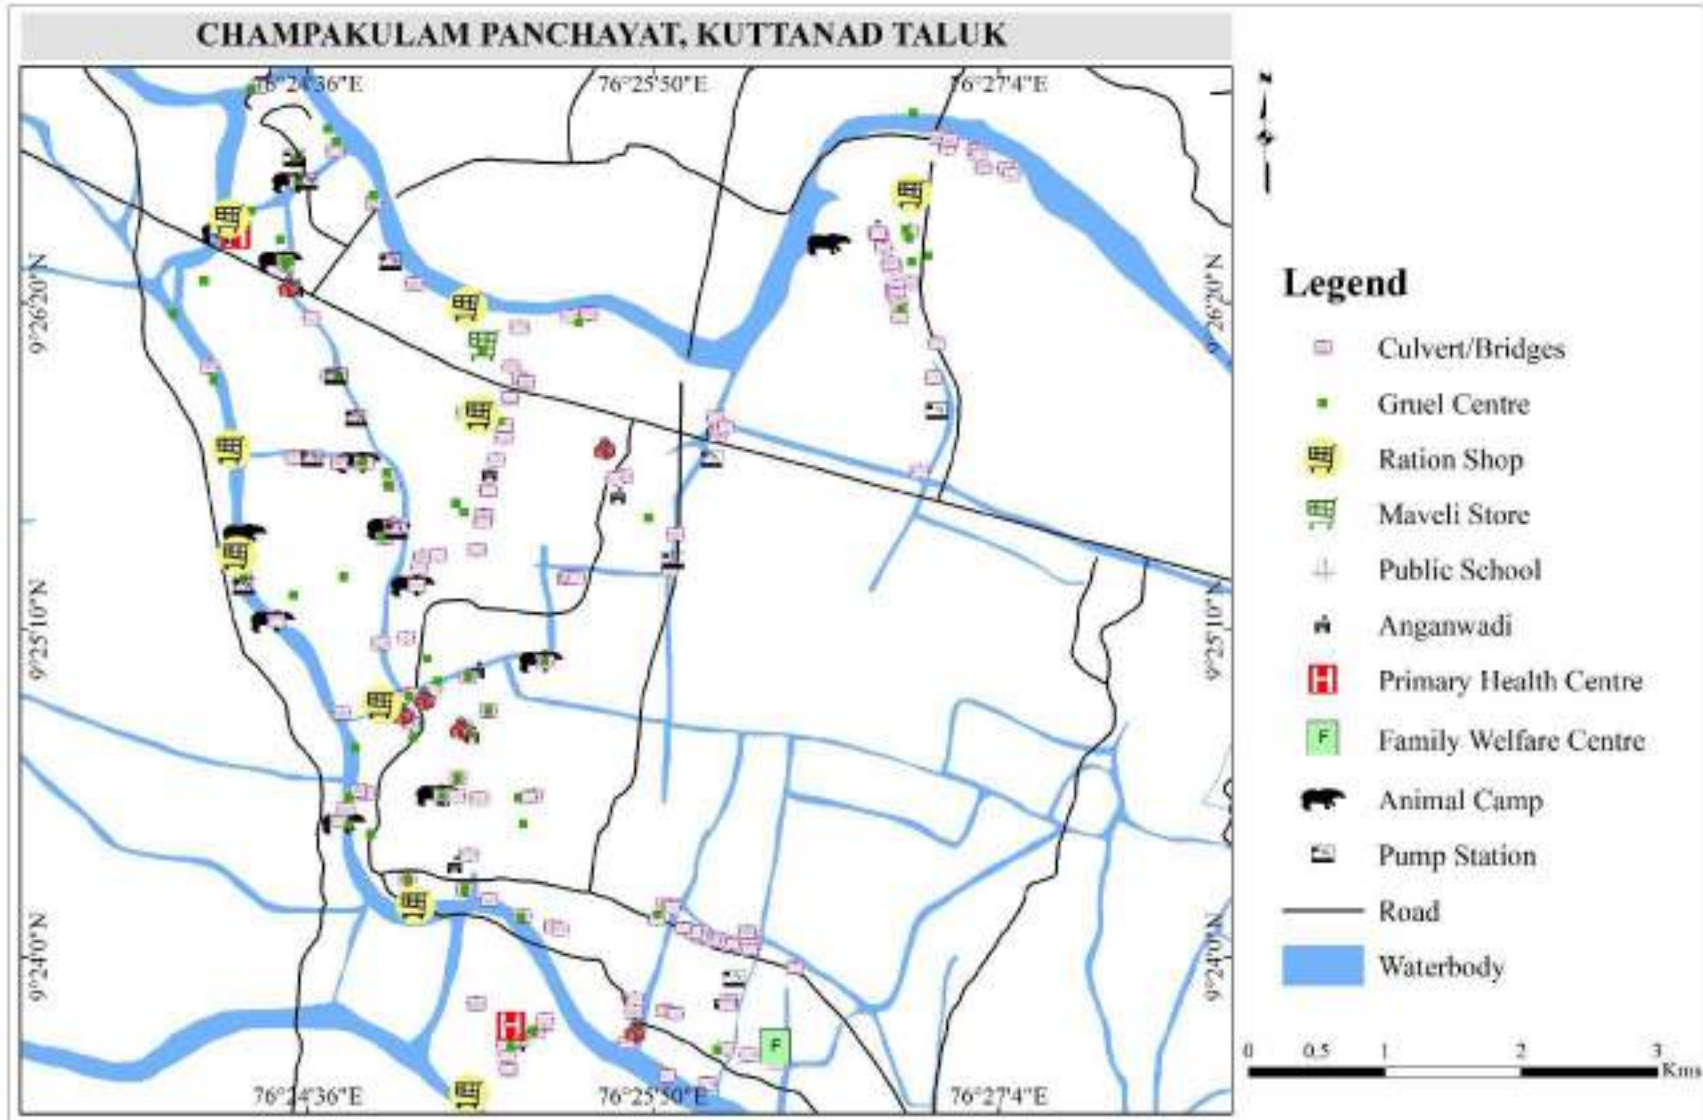 CHAMPAKULAM PANCHAYAT, KUTTANAD TALUK
76°24'36"E
76°25'50"E
76°27'4"E
N
9°26'20"N
9°26'20"N
Legend
Culvert/Bridges
Gruel Centre
Ration Shop
Maveli Store
Public School
Anganwadi
H
Primary Health Centre
F
Family Welfare Centre
Animal Camp
Pump Station
Road
Waterbody
9°25'10"N
9°25'10"N
9°24'0"N
9°24'0"N
H
F
0 0.5 1 2 3
Kms
76°24'36"E
76°25'50"E
76°27'4"E